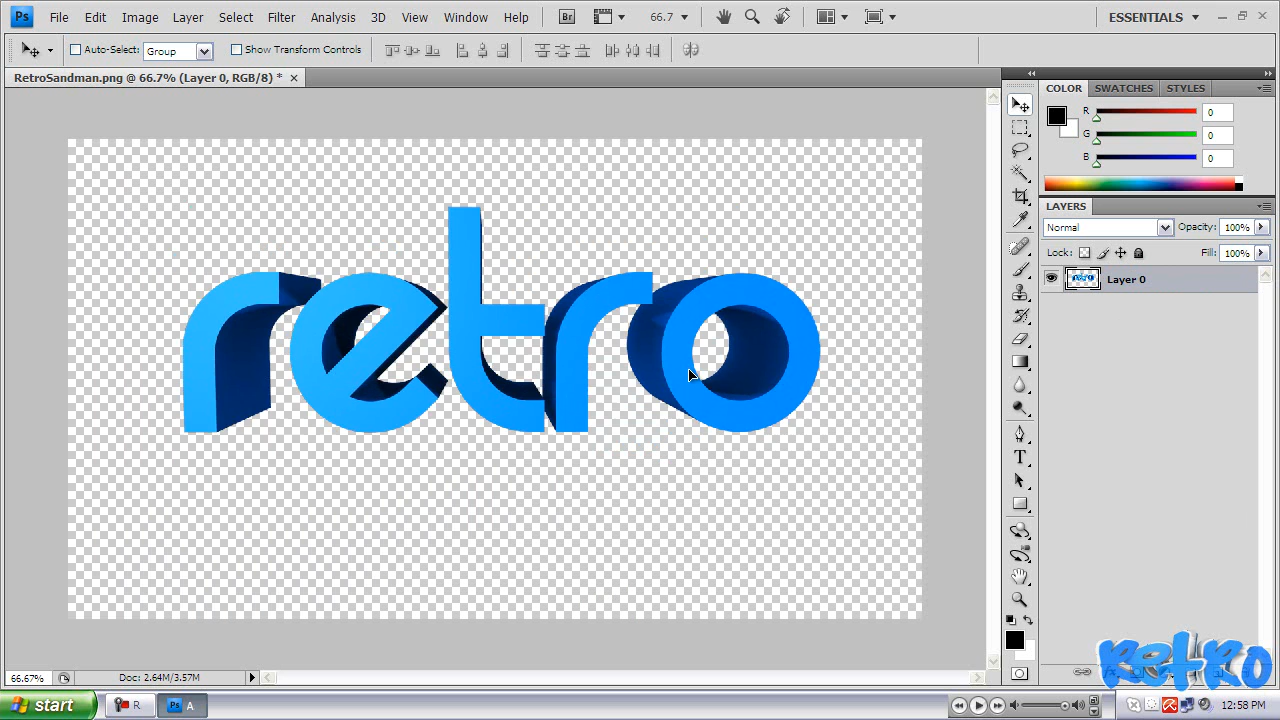 Ps File Edit Image Layer Select Filter Analysis 3D View Window Help Br 66.7 ESSENTIALS
Auto-Select: Group Show Transform Controls
RetroSandman.png @ 66.7% (Layer 0, RGB/8) *
COLOR SWATCHES STYLES
R 0
G 0
B 0
LAYERS
Normal Opacity: 100%
Lock: Fill: 100%
Layer 0
retro
T
retro
66.67% Doc: 2.64M/3.57M
start R Ps A 12:58 PM